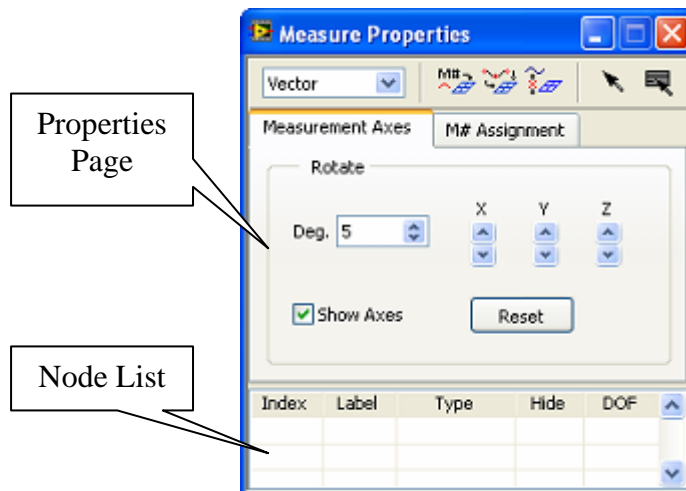 Measure Properties
Vector
M#
Properties
Page
Measurement Axes M# Assignment
Rotate
X Y Z
Deg. 5
Show Axes Reset
Node List
Index Label Type Hide DOF